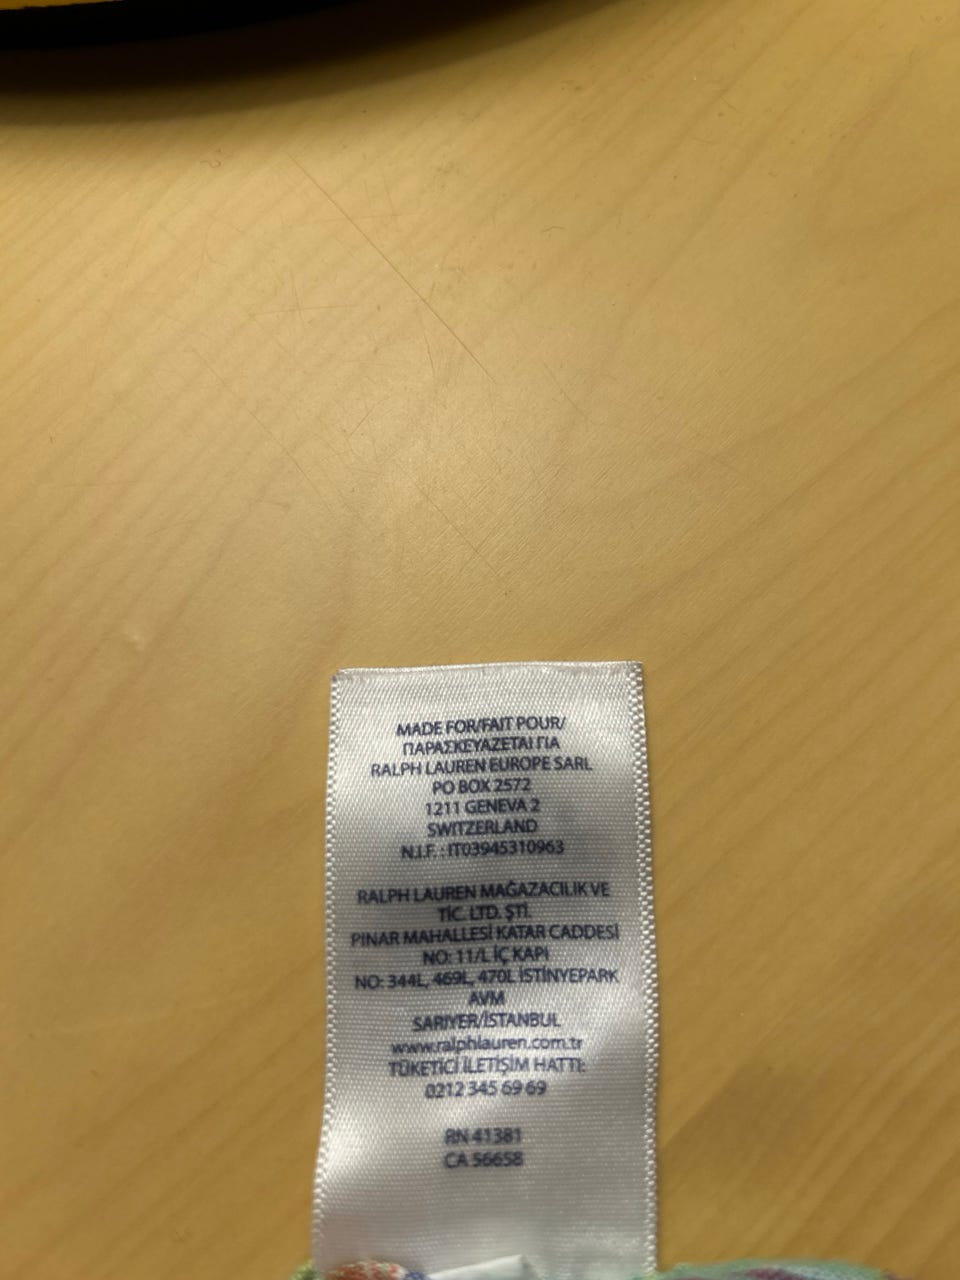 MADE FOR/FAIT POUR/
ΠΑΡΑΣΚΕΥΑΖΕΤΑΙ ΓΙΑ
RALPH LAUREN EUROPE SARL
PO BOX 2572
1211 GENEVA 2
SWITZERLAND
N.I.F. : IT03945310963
RALPH LAUREN MAĞAZACILIK VE
TİC. LTD. ŞTİ.
PINAR MAHALLESİ KATAR CADDESİ
NO: 11/L İÇ KAPI
NO: 344L, 469L, 470L İSTİNYEPARK
AVM
SARIYER/İSTANBUL
www.ralphlauren.com.tr
TÜKETİCİ İLETİŞİM HATTI:
0212 345 69 69
RN 41381
CA 56658